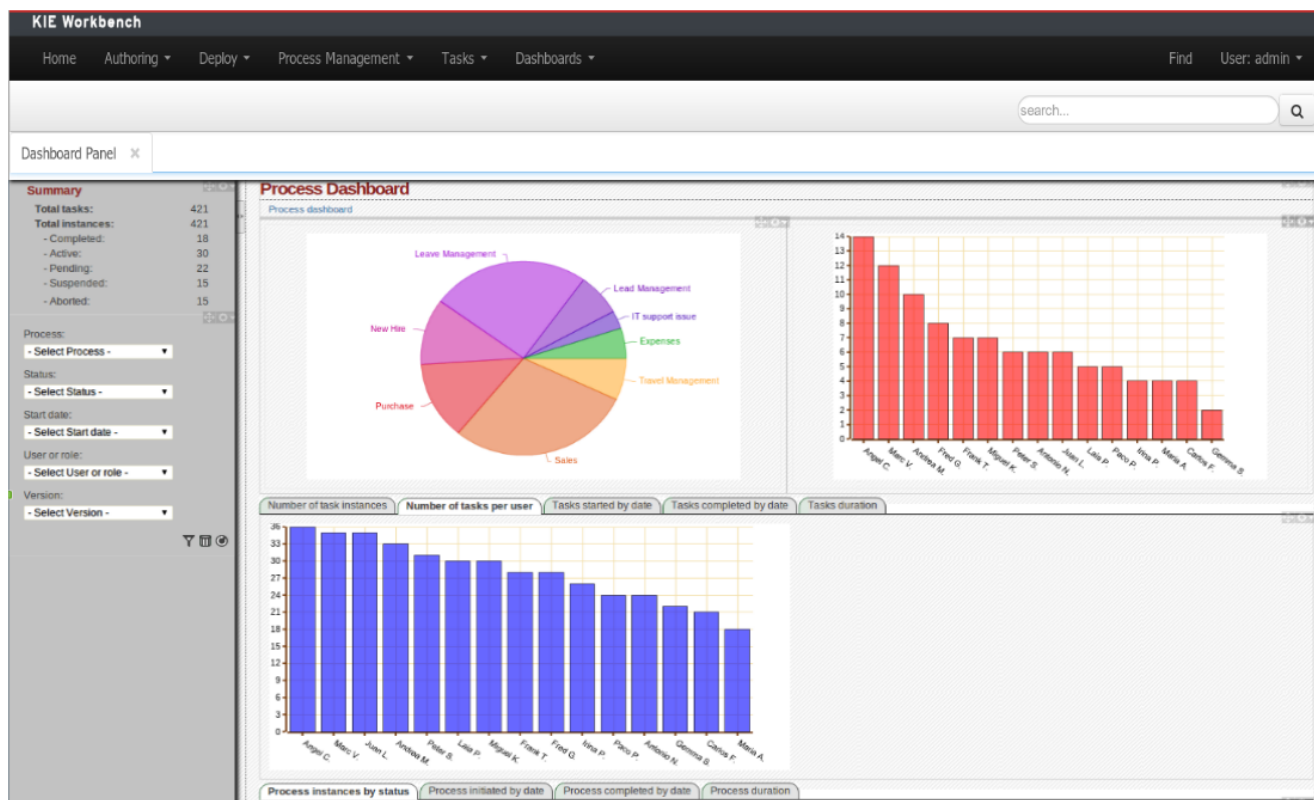 KIE Workbench
Home Authoring Deploy Process Management Tasks Dashboards Find User: admin
search...
Dashboard Panel ×
Summary
Total tasks: 421
Total instances: 421
- Completed: 18
- Active: 30
- Pending: 22
- Suspended: 15
- Aborted: 15
Process:
- Select Process -
Status:
- Select Status -
Start date:
- Select Start date -
User or role:
- Select User or role -
Version:
- Select Version -
Process Dashboard
Process dashboard
Leave Management
Lead Management
IT support issue
New Hire
Expenses
Travel Management
Purchase
Sales
14
13
12
11
10
9
8
7
6
5
4
3
2
1
0
Angel C. Marc V. Andrea M. Fred G. Frank T. Miguel K. Peter S. Antonio N. Juan L. Laia P. Paco P. Irina P. Maria A. Carlos F. Gemma S.
Number of task instances Number of tasks per user Tasks started by date Tasks completed by date Tasks duration
36
33
30
27
24
21
18
15
12
9
6
3
0
Angel C. Marc V. Juan L. Andrea M. Peter S. Laia P. Miguel K. Frank T. Fred G. Irina P. Paco P. Antonio N. Gemma S. Carlos F. Maria A.
Process instances by status Process initiated by date Process completed by date Process duration